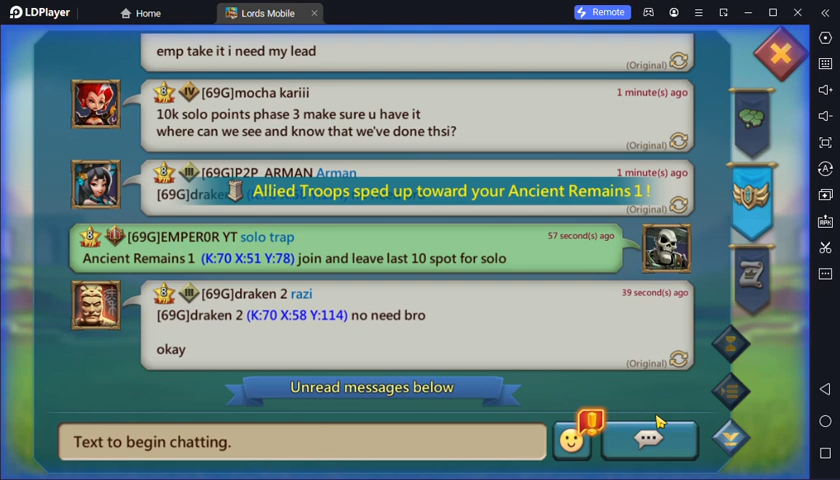 LDPlayer
Home
Lords Mobile
Remote
emp take it i need my lead
(Original)
IV [69G]mocha kariii
1 minute(s) ago
10k solo points phase 3 make sure u have it
where can we see and know that we've done thsi?
(Original)
III [69G]P2P_ARMAN Arman
1 minute(s) ago
[69G]drake
Allied Troops sped up toward your Ancient Remains 1 !
(Original)
[69G]EMPER0R YT solo trap
57 second(s) ago
Ancient Remains 1 (K:70 X:51 Y:78) join and leave last 10 spot for solo
III [69G]draken 2 razi
39 second(s) ago
[69G]draken 2 (K:70 X:58 Y:114) no need bro
okay
(Original)
Unread messages below
Text to begin chatting.